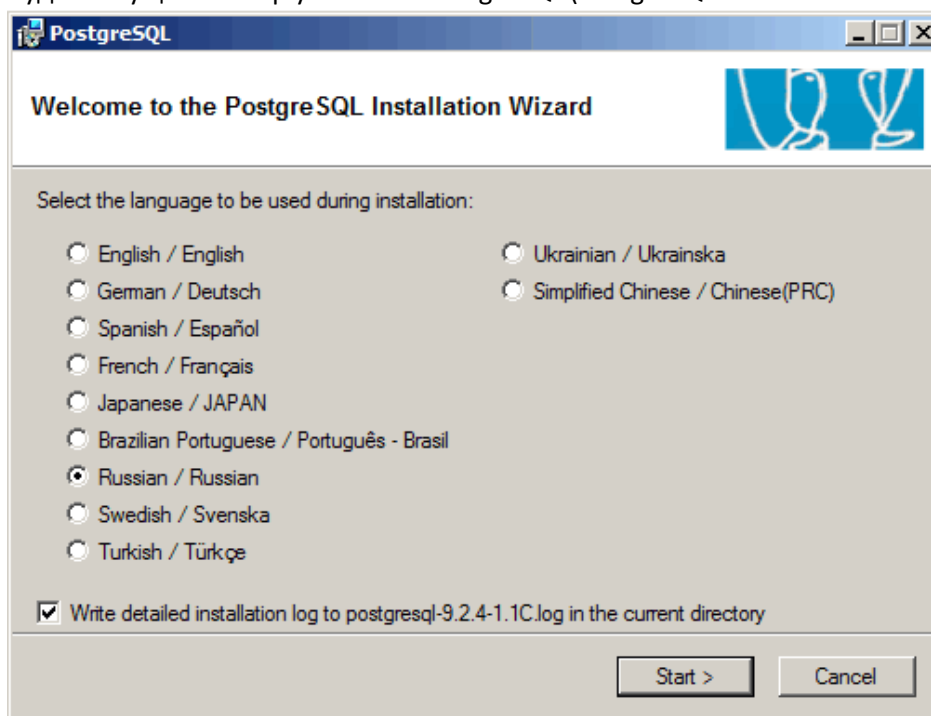 PostgreSQL
Welcome to the PostgreSQL Installation Wizard
Select the language to be used during installation:
English / English
German / Deutsch
Spanish / Español
French / Français
Japanese / JAPAN
Brazilian Portuguese / Português - Brasil
Russian / Russian
Swedish / Svenska
Turkish / Türkçe
Ukrainian / Ukrainska
Simplified Chinese / Chinese(PRC)
Write detailed installation log to postgresql-9.2.4-1.1C.log in the current directory
Start >
Cancel